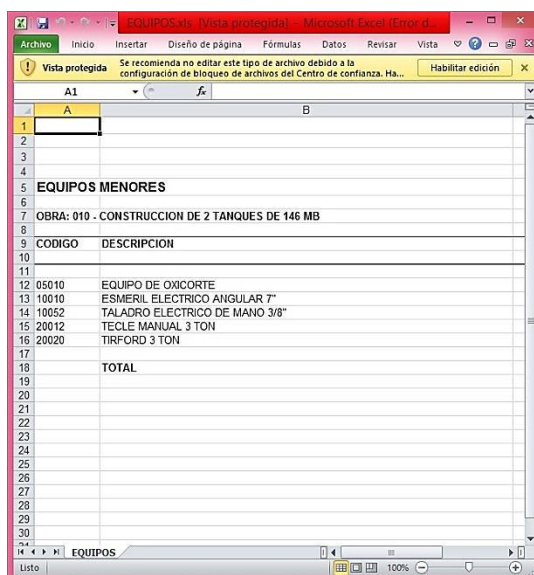 EQUIPOS.xls [Vista protegida] - Microsoft Excel (Error d...
Archivo Inicio Insertar Diseño de página Fórmulas Datos Revisar Vista
Vista protegida Se recomienda no editar este tipo de archivo debido a la configuración de bloqueo de archivos del Centro de confianza. Ha... Habilitar edición
A1 fx
A B
1
2
3
4
5 EQUIPOS MENORES
6
7 OBRA: 010 - CONSTRUCCION DE 2 TANQUES DE 146 MB
8
9 CODIGO DESCRIPCION
10
11
12 05010 EQUIPO DE OXICORTE
13 10010 ESMERIL ELECTRICO ANGULAR 7"
14 10052 TALADRO ELECTRICO DE MANO 3/8"
15 20012 TECLE MANUAL 3 TON
16 20020 TIRFORD 3 TON
17
18 TOTAL
19
20
21
22
23
24
25
26
27
28
29
30
EQUIPOS
Listo 100%